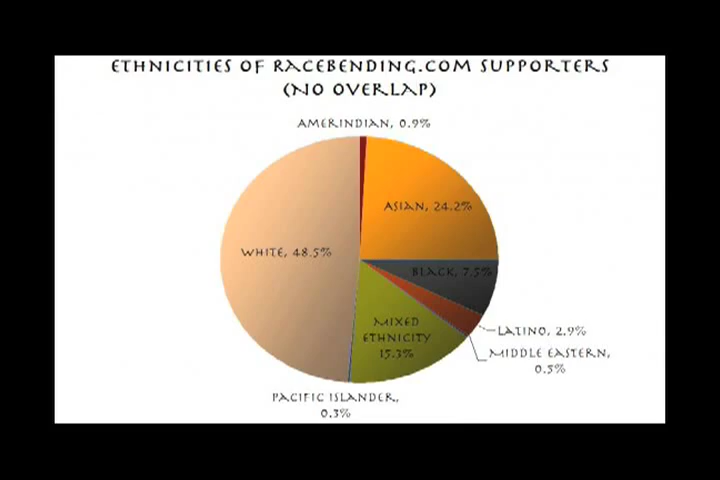 ETHNICITIES OF RACEBENDING.COM SUPPORTERS
(NO OVERLAP)
AMERINDIAN, 0.9%
ASIAN, 24.2%
WHITE, 48.5%
BLACK, 7.5%
MIXED
ETHNICITY
15.3%
LATINO, 2.9%
MIDDLE EASTERN,
0.5%
PACIFIC ISLANDER,
0.3%